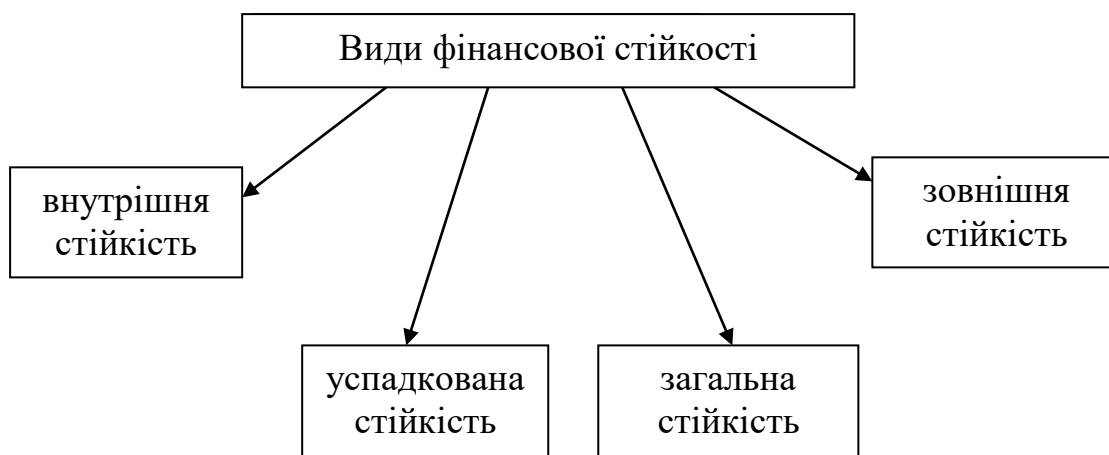 Види фінансової стійкості
внутрішня
стійкість
зовнішня
стійкість
успадкована
стійкість
загальна
стійкість